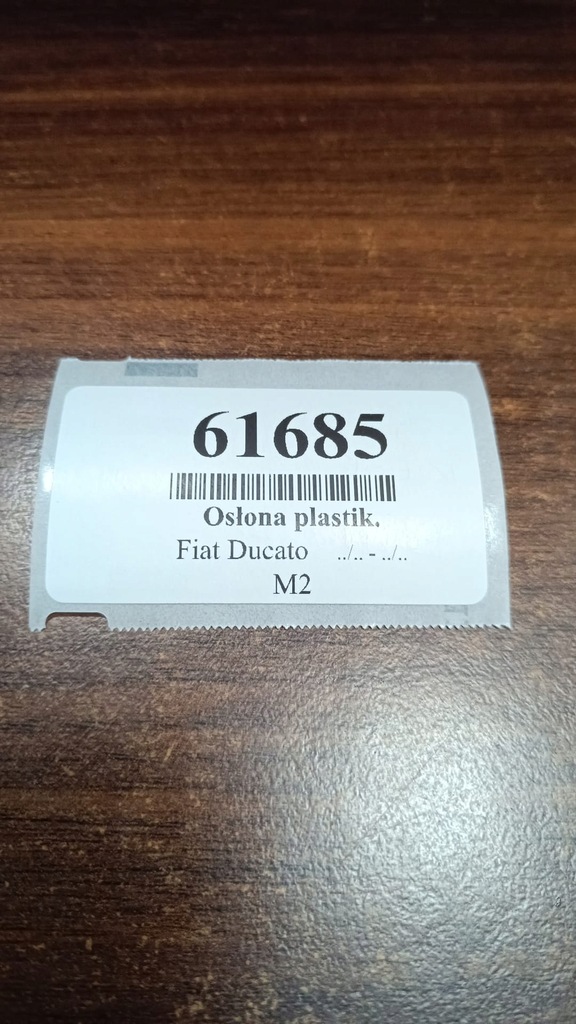 61685
Osłona plastik.
Fiat Ducato ../.. - ../..
M2